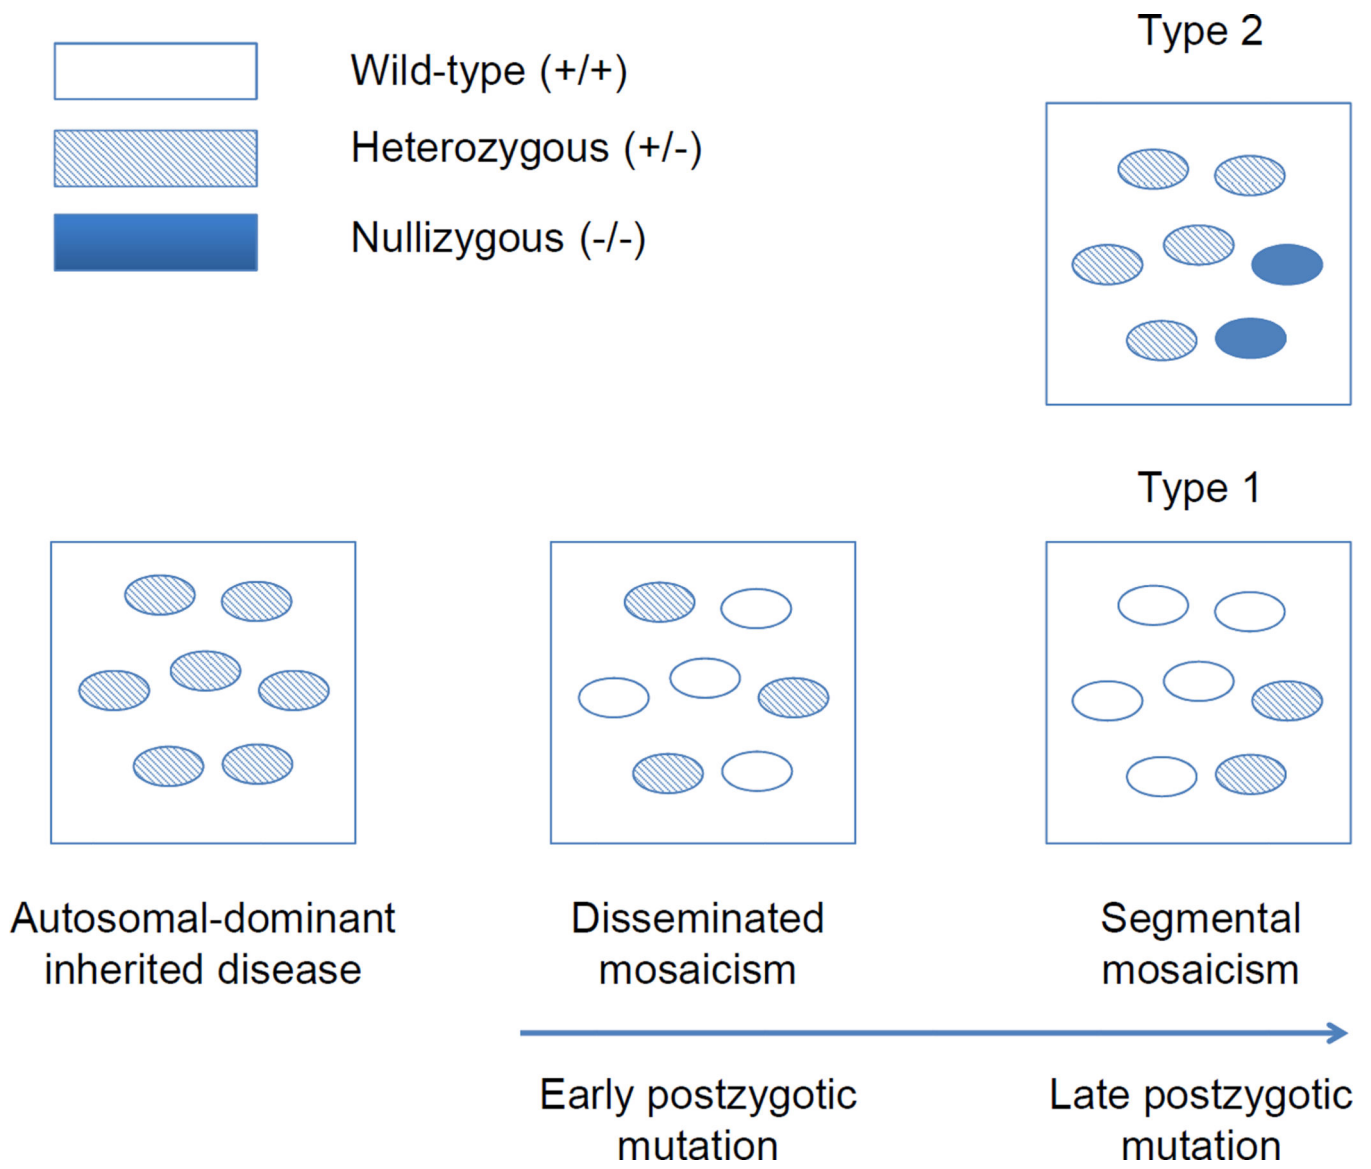 Type 2
Wild-type (+/+)
Heterozygous (+/-)
Nullizygous (-/-)
Type 1
Autosomal-dominant
inherited disease
Disseminated
mosaicism
Segmental
mosaicism
Early postzygotic
mutation
Late postzygotic
mutation